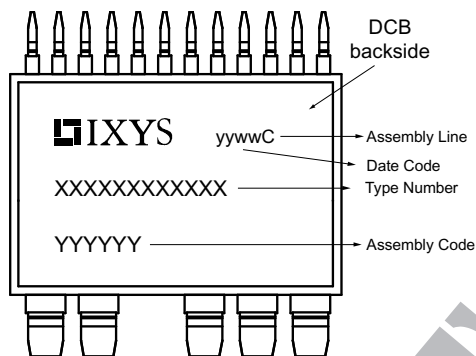 DCB
backside
IXYS yywwC Assembly Line
Date Code
XXXXXXXXXXXX Type Number
YYYYYY Assembly Code